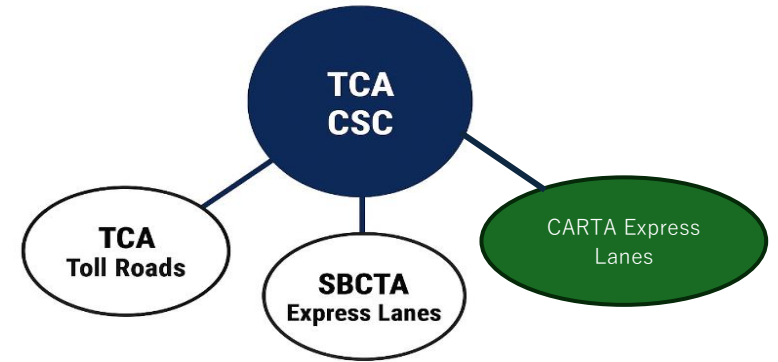 TCA
CSC
TCA
Toll Roads
SBCTA
Express Lanes
CARTA Express
Lanes